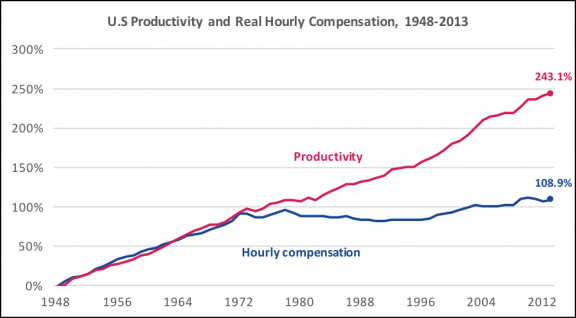 U.S Productivity and Real Hourly Compensation, 1948-2013
300%
250%
200%
150%
100%
50%
0%
243.1%
Productivity
108.9%
Hourly compensation
1948 1956 1964 1972 1980 1988 1996 2004 2012